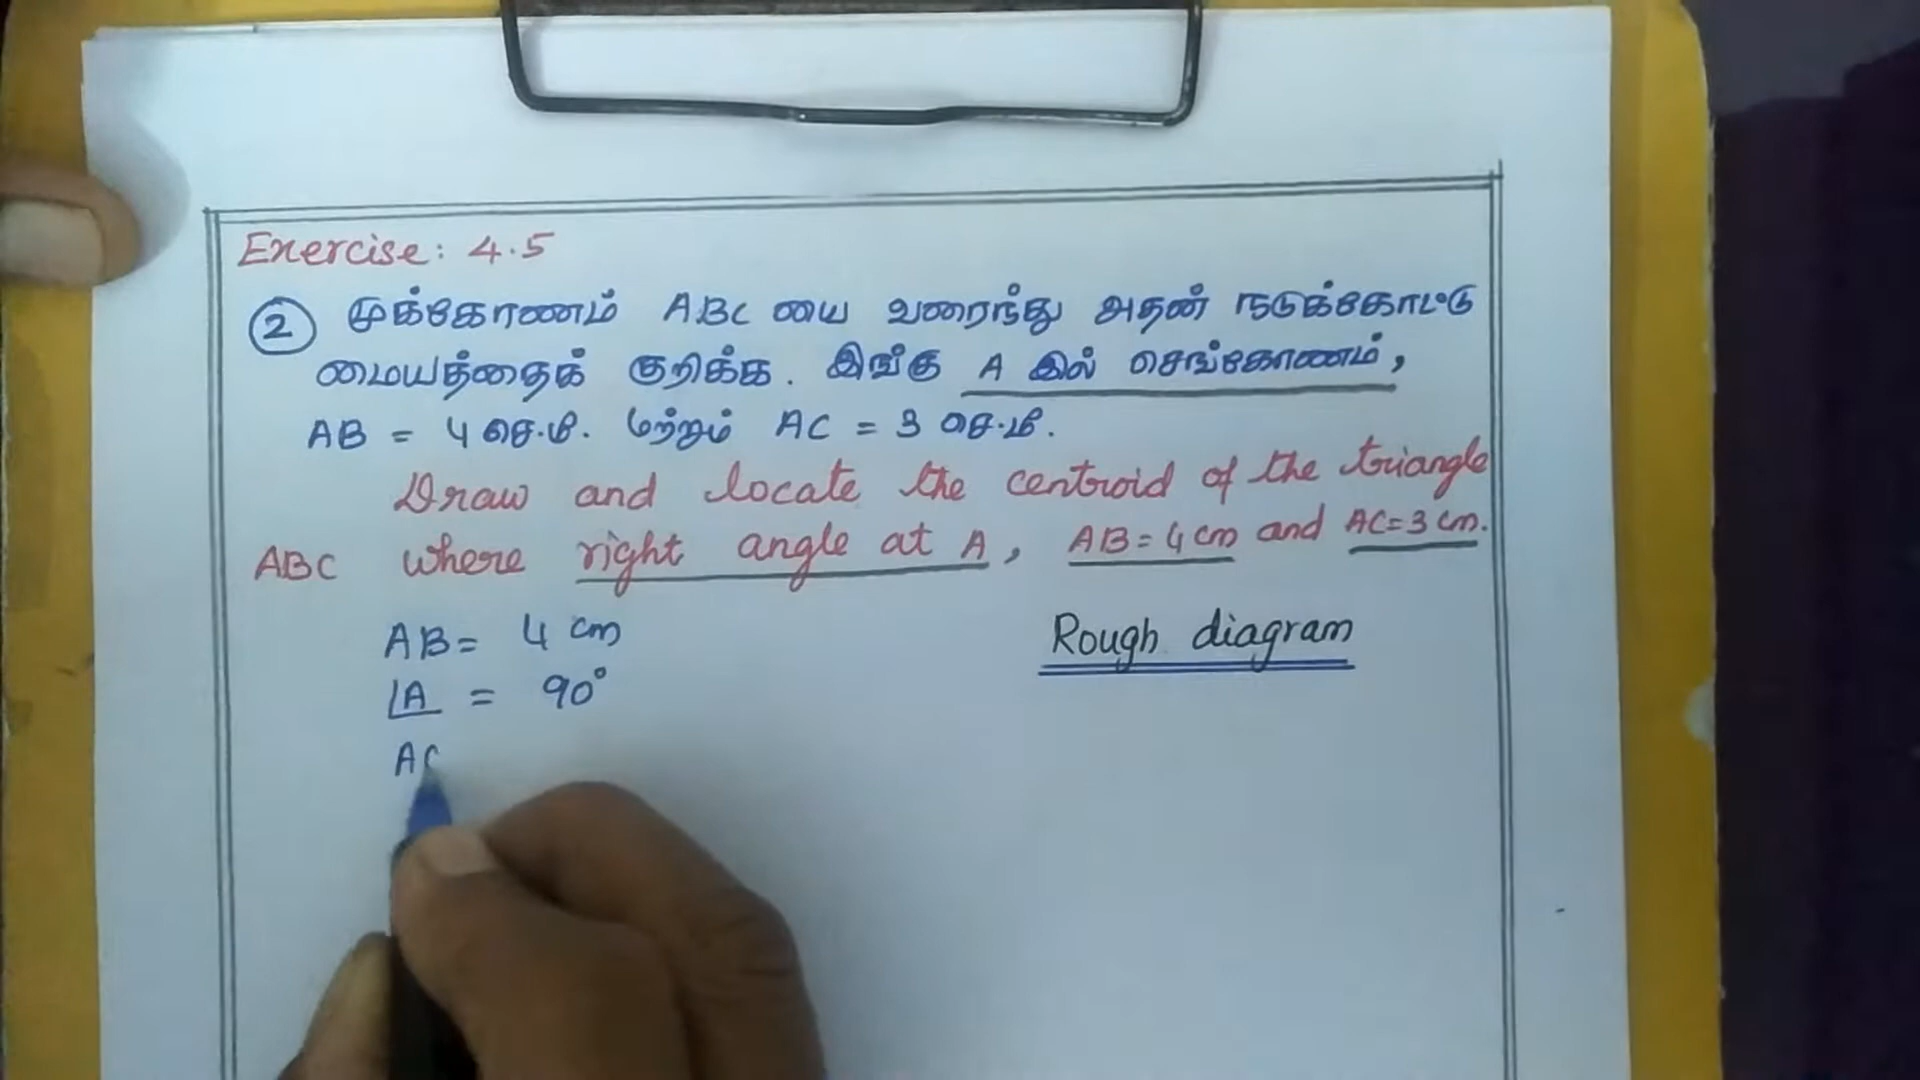 Exercise: 4.5
② முக்கோணம் ABC யை வரைந்து அதன் நடுக்கோட்டு
மையத்தைக் குறிக்க. இங்கு A இல் செங்கோணம்,
AB = 4 செ.மீ. மற்றும் AC = 3 செ.மீ.
Draw and locate the centroid of the triangle
ABC where right angle at A, AB = 4 cm and AC = 3 cm.
AB = 4 cm
∠A = 90°
AC
Rough diagram